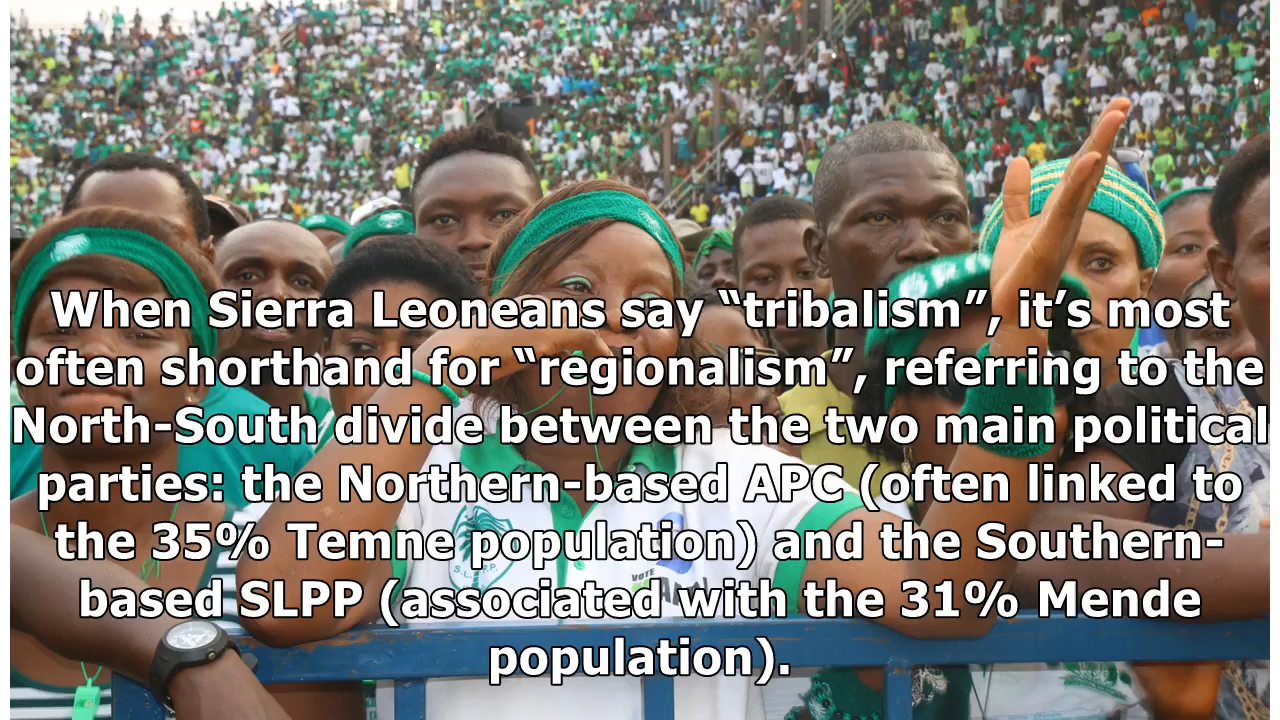 When Sierra Leoneans say “tribalism”, it’s most
often shorthand for “regionalism”, referring to the
North-South divide between the two main political
parties: the Northern-based APC (often linked to
the 35% Temne population) and the Southern-
based SLPP (associated with the 31% Mende
population).
S.L.P.P.
VOTE